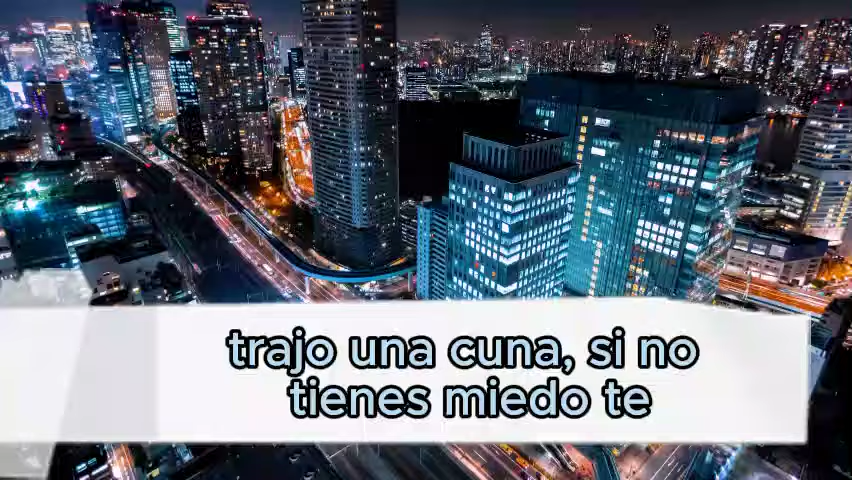 trajo una cuna, si no
tienes miedo te